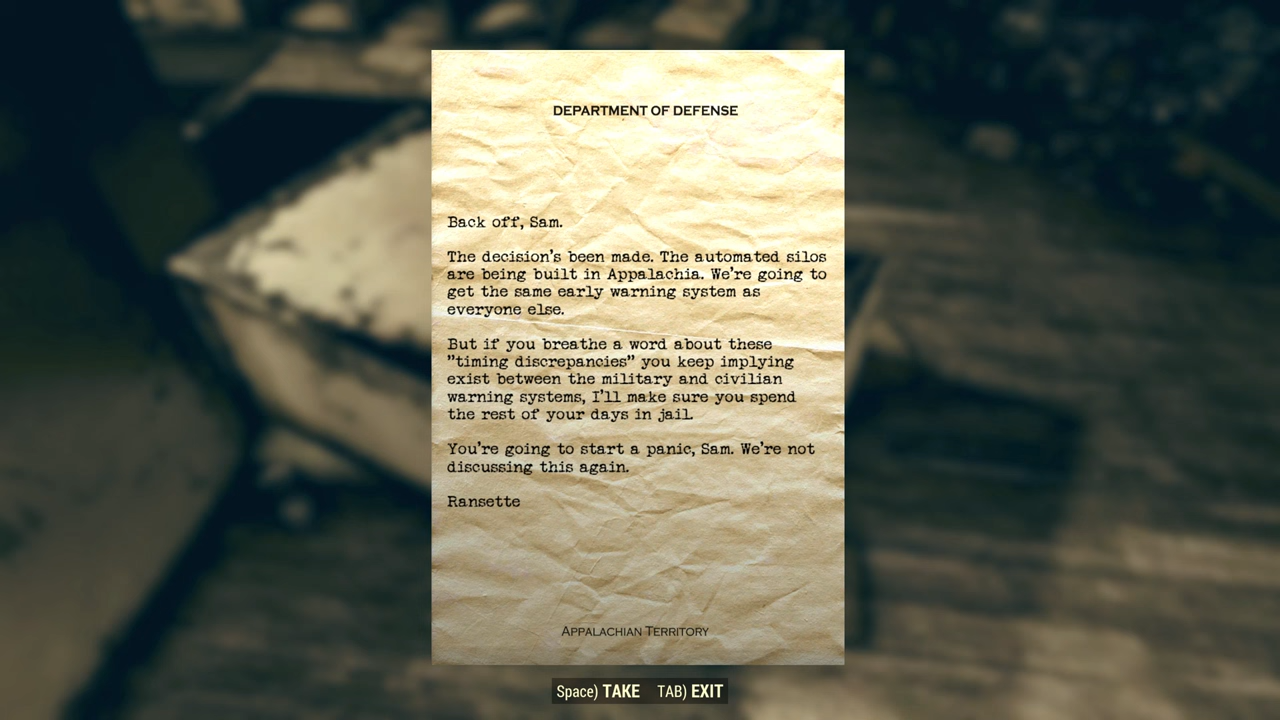 DEPARTMENT OF DEFENSE
Back off, Sam.
The decision's been made. The automated silos
are being built in Appalachia. We're going to
get the same early warning system as
everyone else.
But if you breathe a word about these
"timing discrepancies" you keep implying
exist between the military and civilian
warning systems, I'll make sure you spend
the rest of your days in jail.
You're going to start a panic, Sam. We're not
discussing this again.
Ransette
APPALACHIAN TERRITORY
Space) TAKE TAB) EXIT